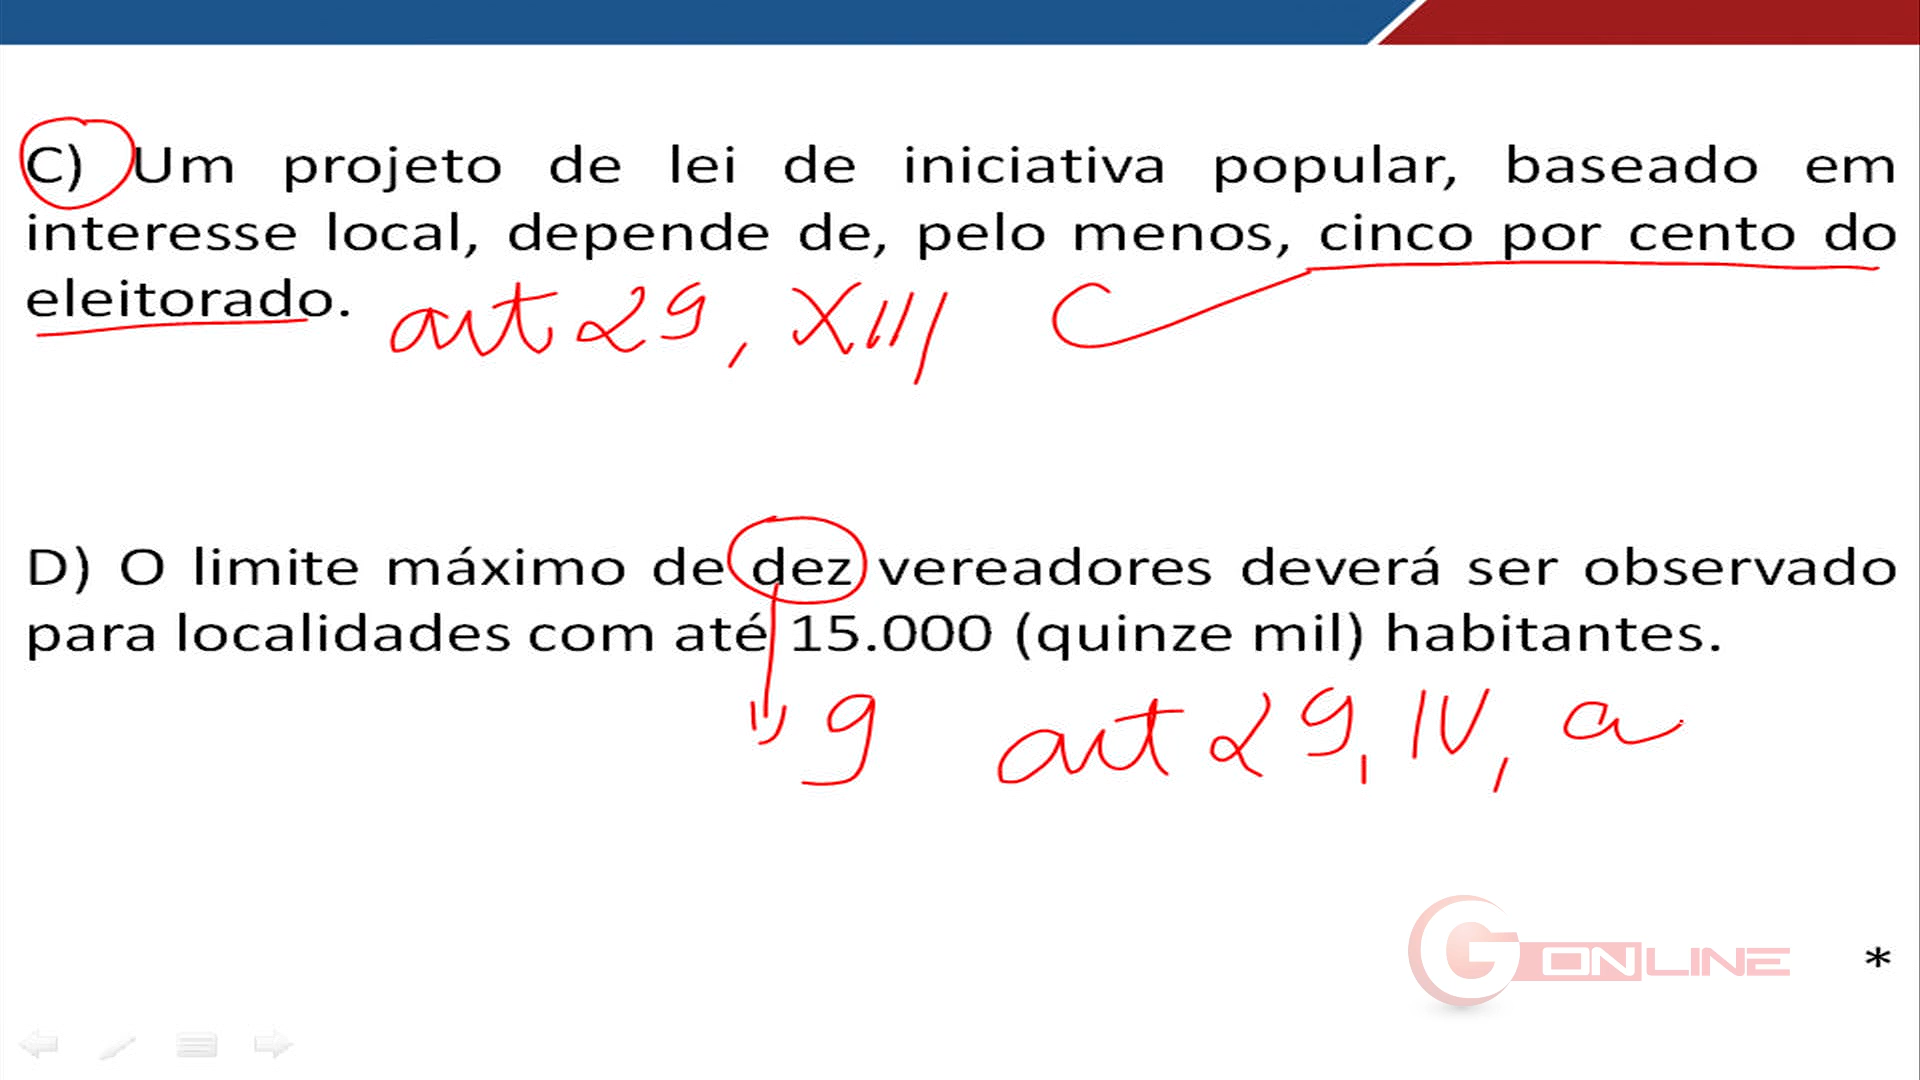 C) Um projeto de lei de iniciativa popular, baseado em
interesse local, depende de, pelo menos, cinco por cento do
eleitorado.
art 29, XIII C
D) O limite máximo de dez vereadores deverá ser observado
para localidades com até 15.000 (quinze mil) habitantes.
9 art 29, IV, a
G ONLINE
*